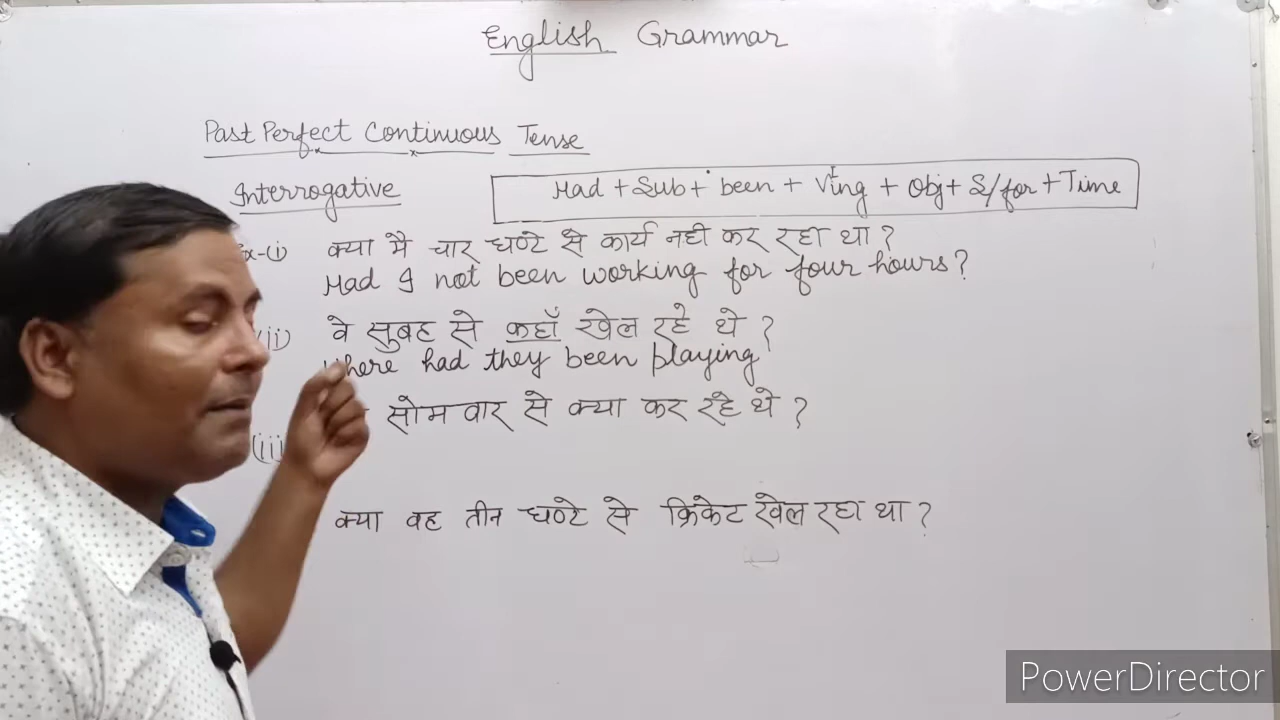 English Grammar
Past Perfect Continuous Tense
Interrogative
Had + Sub + been + Ving + Obj + S/for + Time
(i) क्या मै चार घण्टे से कार्य नही कर रहा था ?
Had I not been working for four hours?
(ii) वे सुबह से कहाँ खेल रहे थे ?
where had they been playing
(iii) सोमवार से क्या कर रहे थे ?
क्या वह तीन घण्टे से क्रिकेट खेल रहा था ?
PowerDirector